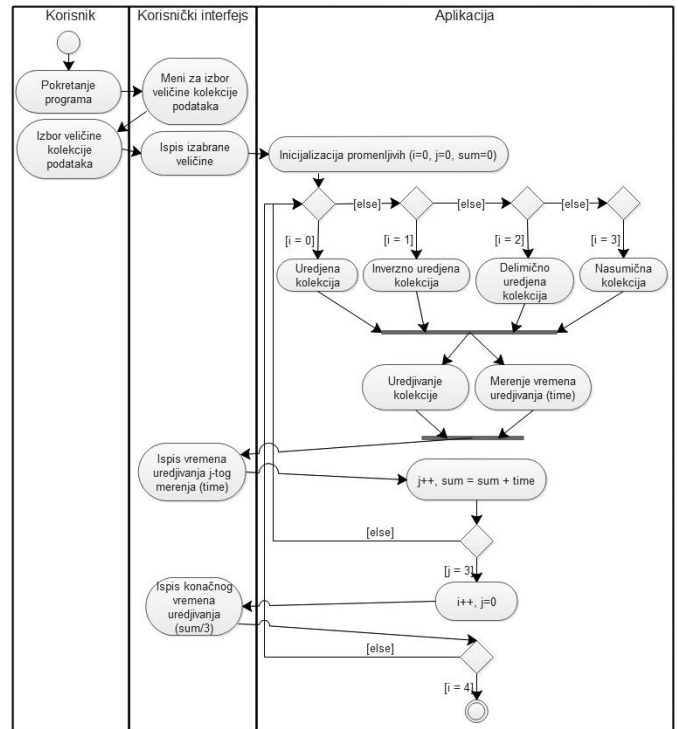 Korisnik
Korisnički interfejs
Aplikacija
Pokretanje
programa
Meni za izbor
veličine kolekcije
podataka
Izbor veličine
kolekcije
podataka
Ispis izabrane
veličine
Inicijalizacija promenljivih (i=0, j=0, sum=0)
[else]
[else]
[else]
[i = 0]
[i = 1]
[i = 2]
[i = 3]
Uredjena
kolekcija
Inverzno uredjena
kolekcija
Delimično
uredjena
kolekcija
Nasumična
kolekcija
Uredjivanje
kolekcije
Merenje vremena
uredjivanja (time)
Ispis vremena
uredjivanja j-tog
merenja (time)
j++, sum = sum + time
[else]
[j = 3]
Ispis konačnog
vremena
uredjivanja
(sum/3)
i++, j=0
[else]
[i = 4]